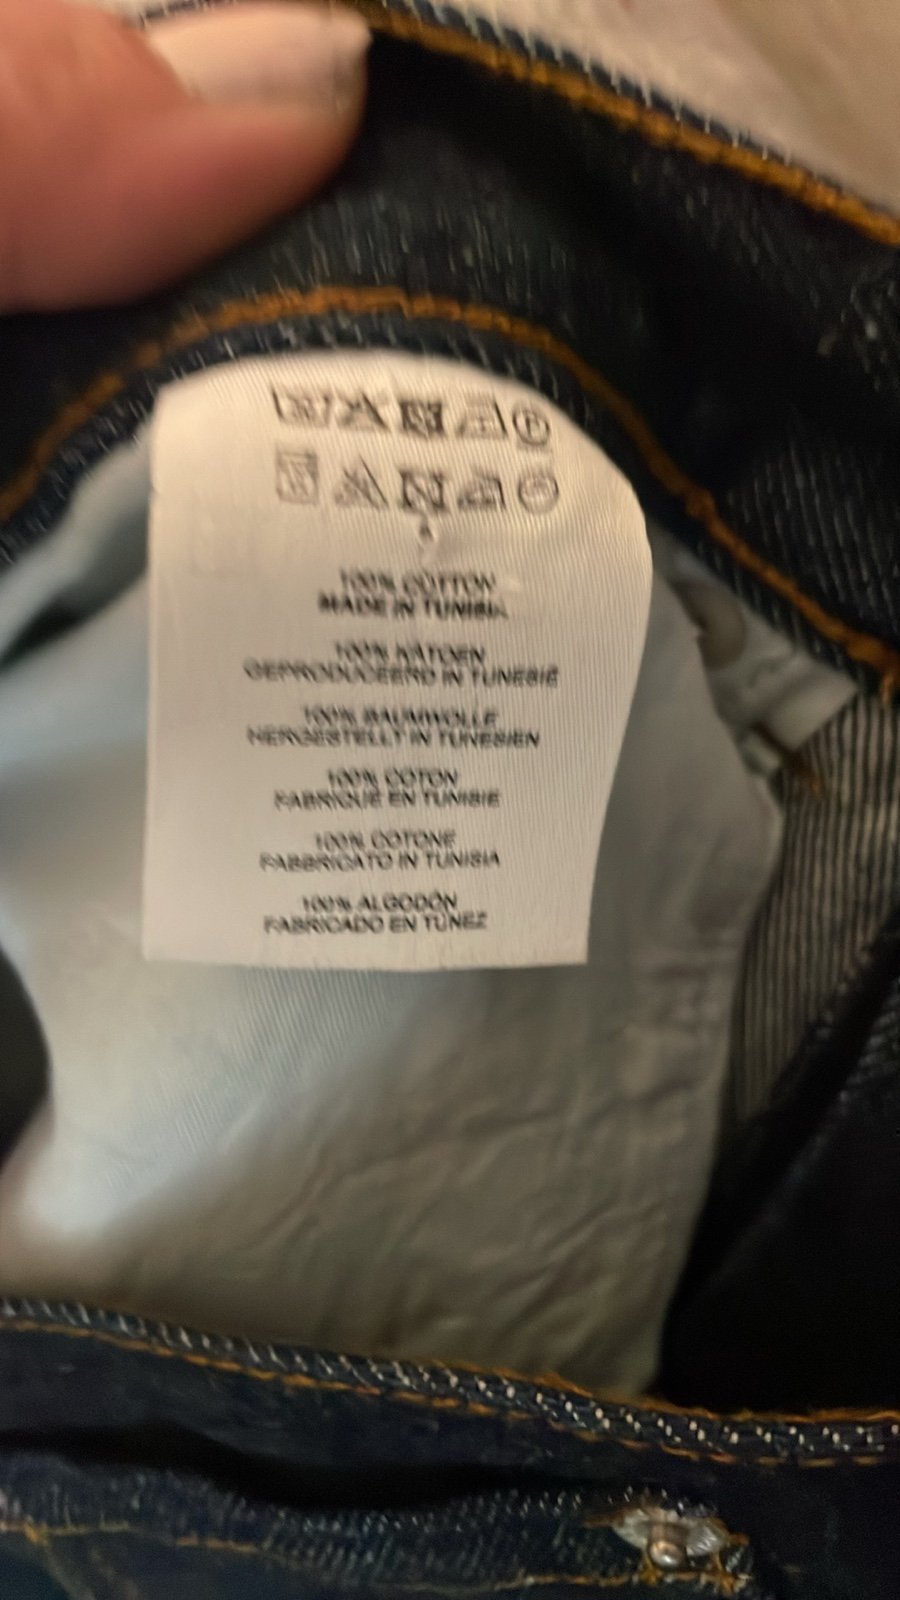 100% COTTON
MADE IN TUNISIA
100% KATOEN
GEPRODUCEERD IN TUNESIË
100% BAUMWOLLE
HERGESTELLT IN TUNESIEN
100% COTON
FABRIQUÉ EN TUNISIE
100% COTONE
FABBRICATO IN TUNISIA
100% ALGODÓN
FABRICADO EN TÚNEZ